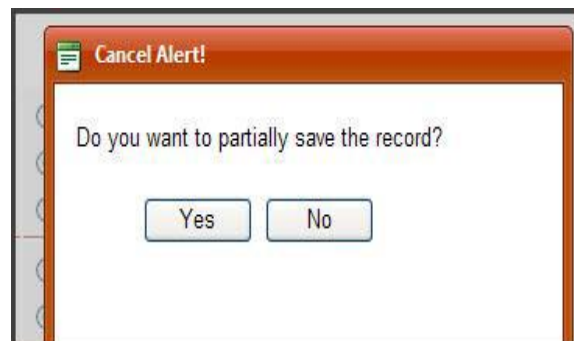 Cancel Alert!
Do you want to partially save the record?
Yes No